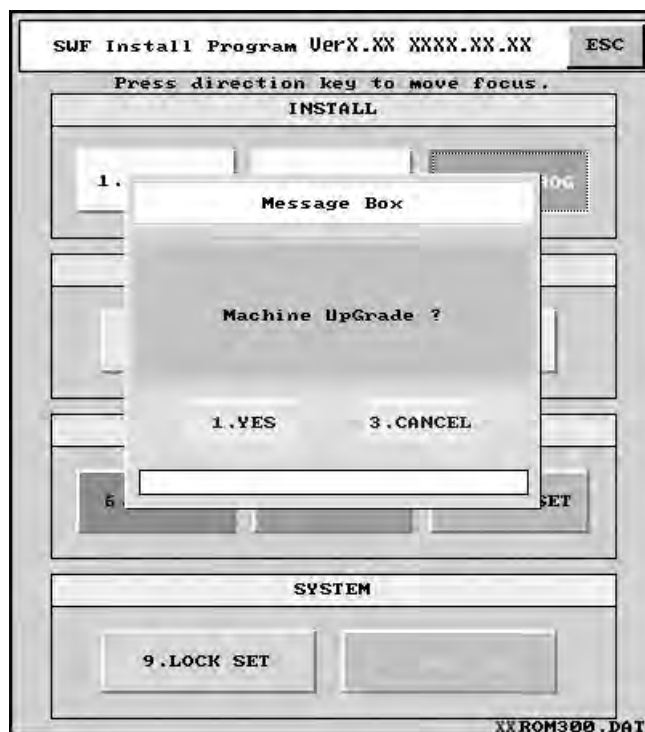 SWF Install Program VerX.XX XXXX.XX.XX ESC
Press direction key to move focus.
INSTALL
1.
Message Box
Machine UpGrade ?
1.YES 3.CANCEL
6 SET
SYSTEM
9.LOCK SET
XXROM300.DAT